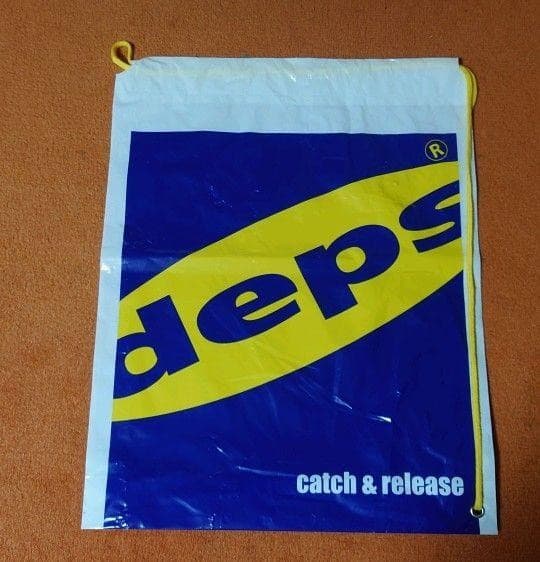 ®
deps
catch & release